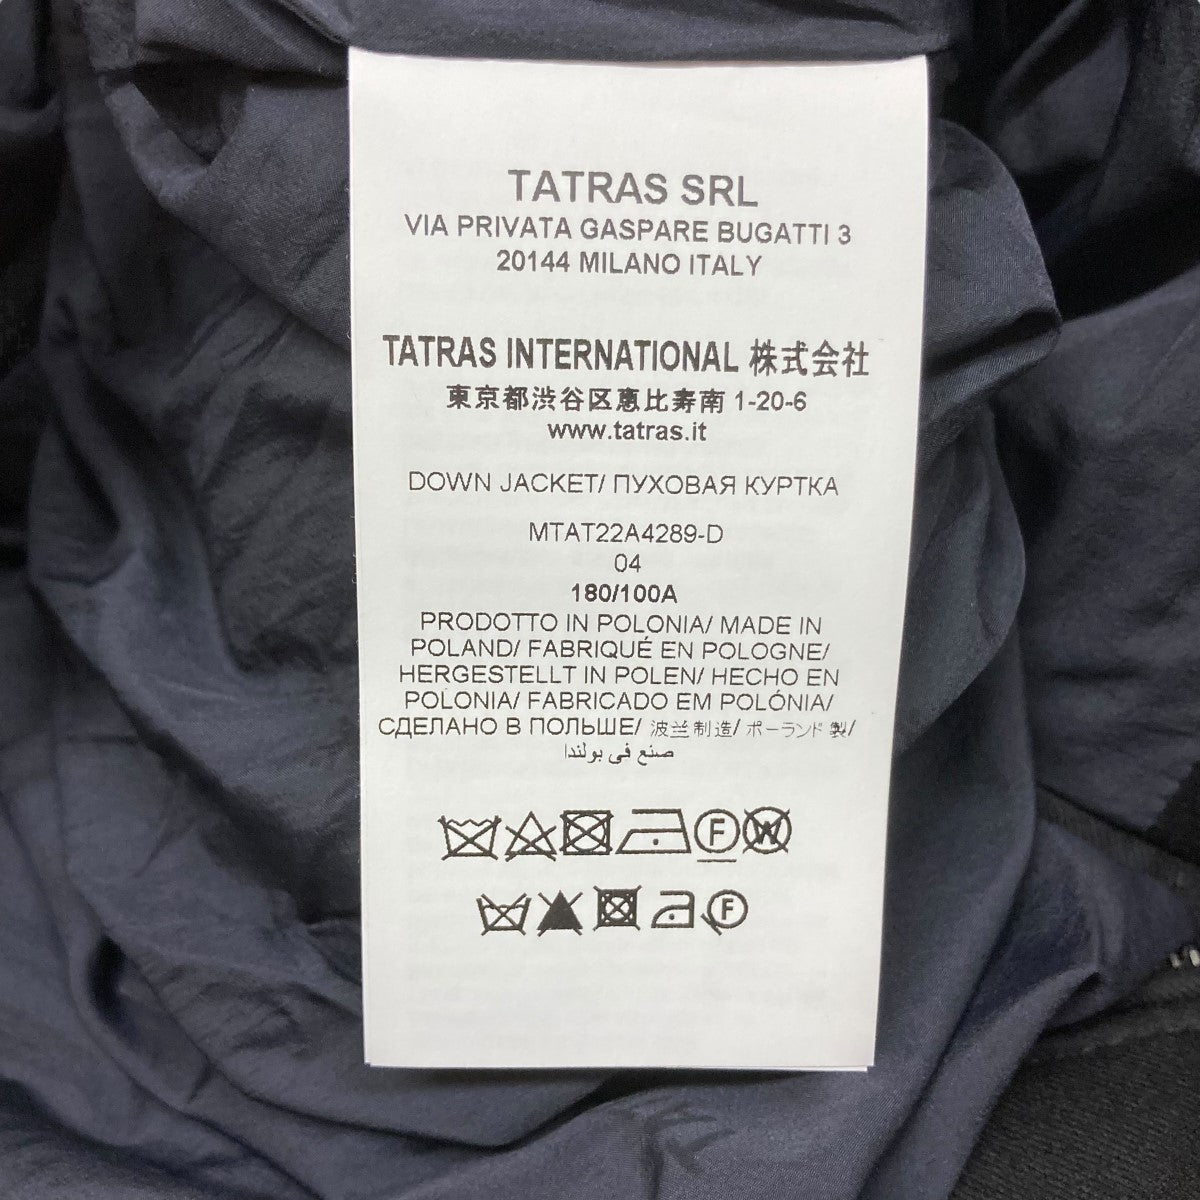 TATRAS SRL
VIA PRIVATA GASPARE BUGATTI 3
20144 MILANO ITALY
TATRAS INTERNATIONAL 株式会社
東京都渋谷区恵比寿南 1-20-6
www.tatras.it
DOWN JACKET/ ПУХОВАЯ КУРТКА
MTAT22A4289-D
04
180/100A
PRODOTTO IN POLONIA/ MADE IN
POLAND/ FABRIQUÉ EN POLOGNE/
HERGESTELLT IN POLEN/ HECHO EN
POLONIA/ FABRICADO EM POLÓNIA/
СДЕЛАНО В ПОЛЬШЕ/ 波兰制造/ ポーランド製/
صنع في بولندا
F W
F